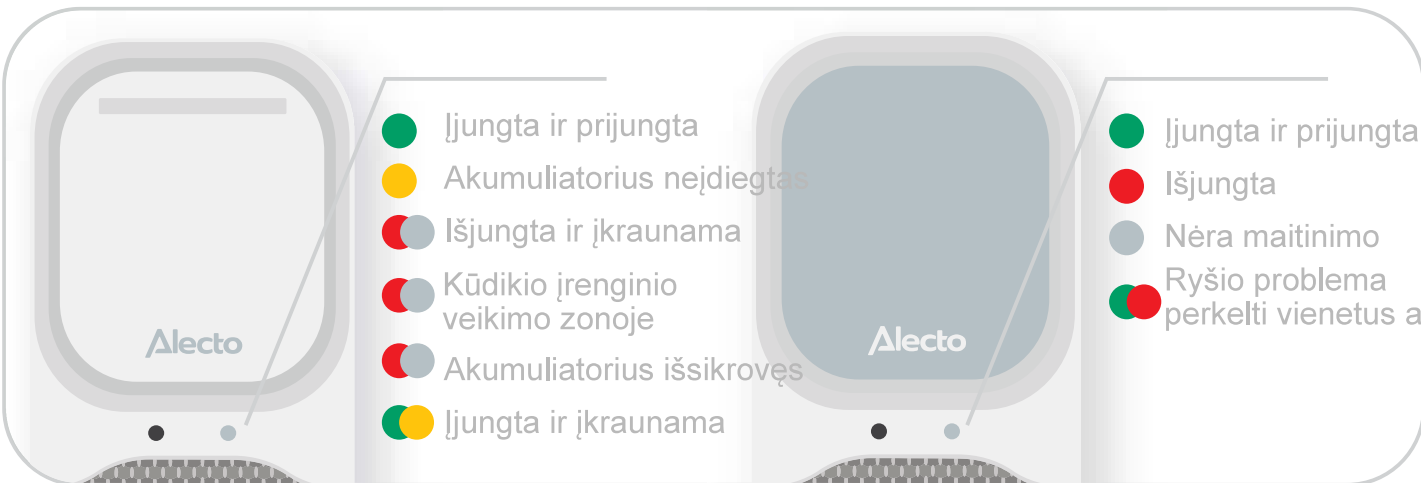 Įjungta ir prijungta
Akumuliatorius neįdiegtas
Išjungta ir įkraunama
Kūdikio įrenginio
veikimo zonoje
Akumuliatorius išsikrovęs
Įjungta ir įkraunama
Alecto
Įjungta ir prijungta
Išjungta
Nėra maitinimo
Ryšio problema
perkelti vienetus
Alecto